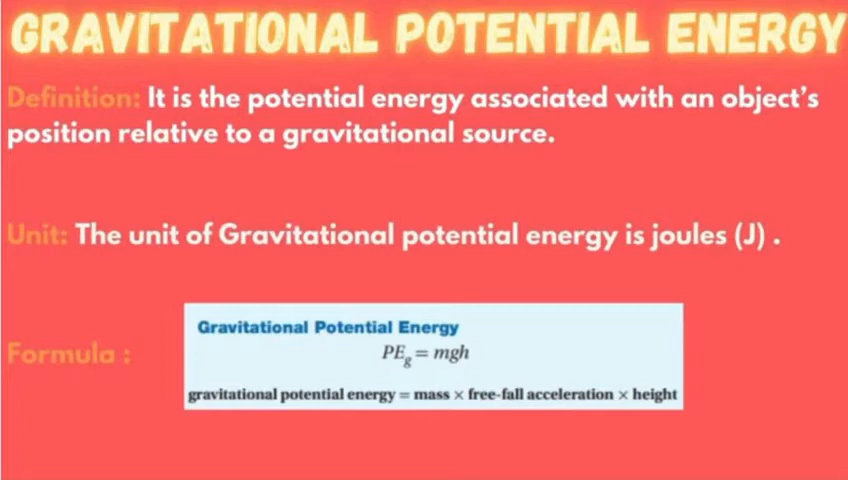 GRAVITATIONAL POTENTIAL ENERGY
Definition: It is the potential energy associated with an object's
position relative to a gravitational source.
Unit: The unit of Gravitational potential energy is joules (J) .
Formula :
Gravitational Potential Energy
PEg = mgh
gravitational potential energy = mass × free-fall acceleration × height